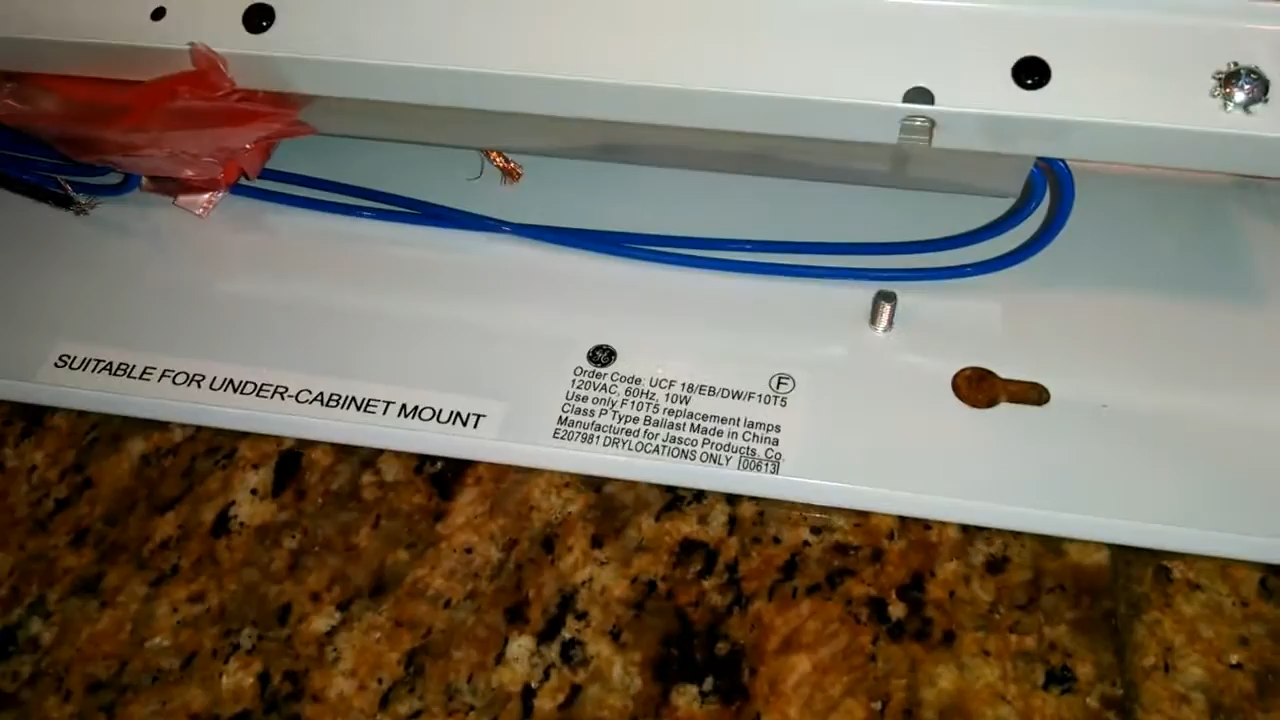 SUITABLE FOR UNDER-CABINET MOUNT
GE
F
Order Code: UCF 18/EB/DW/F10T5
120VAC, 60Hz, 10W
Use only F10T5 replacement lamps
Class P Type Ballast Made in China
Manufactured for Jasco Products, Co
E207981 DRYLOCATIONS ONLY 00613